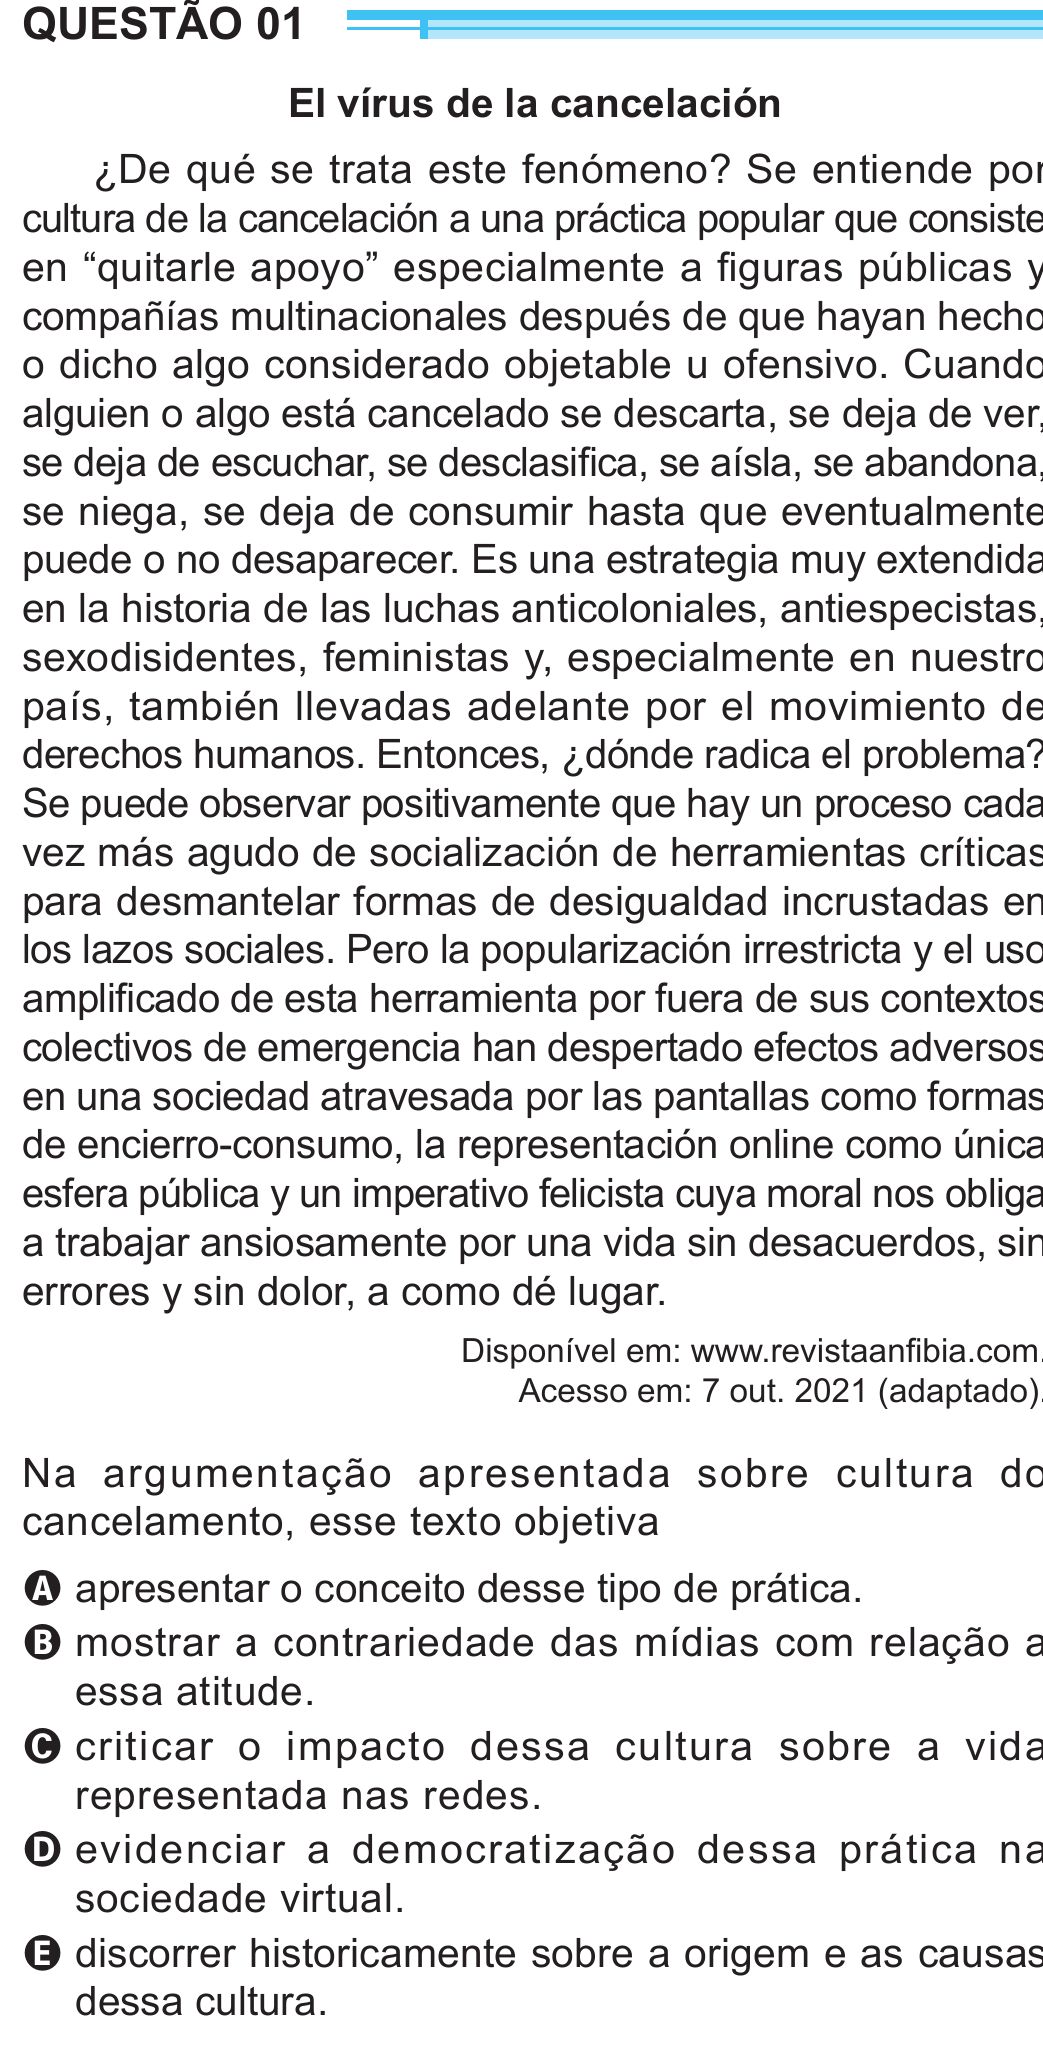 QUESTÃO 01
El vírus de la cancelación
¿De qué se trata este fenómeno? Se entiende por
cultura de la cancelación a una práctica popular que consiste
en “quitarle apoyo” especialmente a figuras públicas y
compañías multinacionales después de que hayan hecho
o dicho algo considerado objetable u ofensivo. Cuando
alguien o algo está cancelado se descarta, se deja de ver,
se deja de escuchar, se desclasifica, se aísla, se abandona,
se niega, se deja de consumir hasta que eventualmente
puede o no desaparecer. Es una estrategia muy extendida
en la historia de las luchas anticoloniales, antiespecistas,
sexodisidentes, feministas y, especialmente en nuestro
país, también llevadas adelante por el movimiento de
derechos humanos. Entonces, ¿dónde radica el problema?
Se puede observar positivamente que hay un proceso cada
vez más agudo de socialización de herramientas críticas
para desmantelar formas de desigualdad incrustadas en
los lazos sociales. Pero la popularización irrestricta y el uso
amplificado de esta herramienta por fuera de sus contextos
colectivos de emergencia han despertado efectos adversos
en una sociedad atravesada por las pantallas como formas
de encierro-consumo, la representación online como única
esfera pública y un imperativo felicista cuya moral nos obliga
a trabajar ansiosamente por una vida sin desacuerdos, sin
errores y sin dolor, a como dé lugar.
Disponível em: www.revistaanfibia.com.
Acesso em: 7 out. 2021 (adaptado).
Na argumentação apresentada sobre cultura do
cancelamento, esse texto objetiva
A apresentar o conceito desse tipo de prática.
B mostrar a contrariedade das mídias com relação a
essa atitude.
C criticar o impacto dessa cultura sobre a vida
representada nas redes.
D evidenciar a democratização dessa prática na
sociedade virtual.
E discorrer historicamente sobre a origem e as causas
dessa cultura.